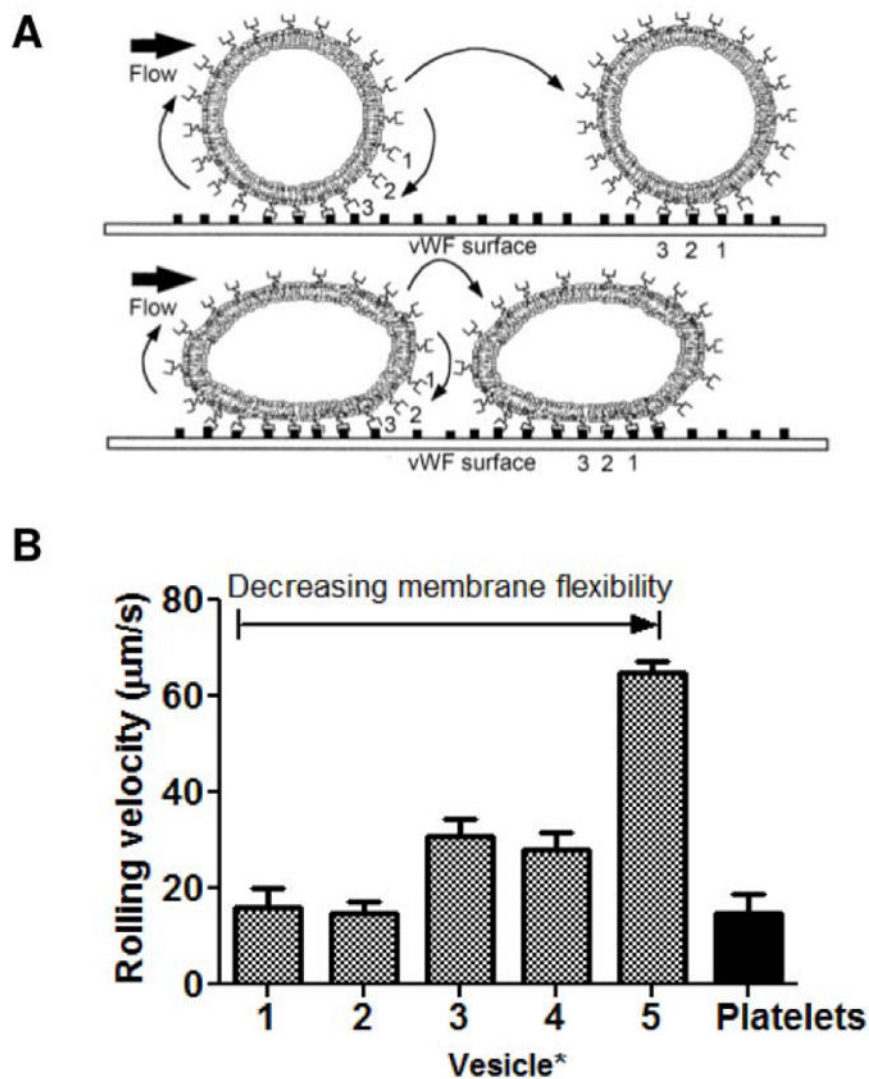 A
Flow
1
2
3
vWF surface
3 2 1
Flow
1
2
3
vWF surface
3 2 1
B
Decreasing membrane flexibility
Rolling velocity (μm/s)
80
60
40
20
0
1 2 3 4 5 Platelets
Vesicle*